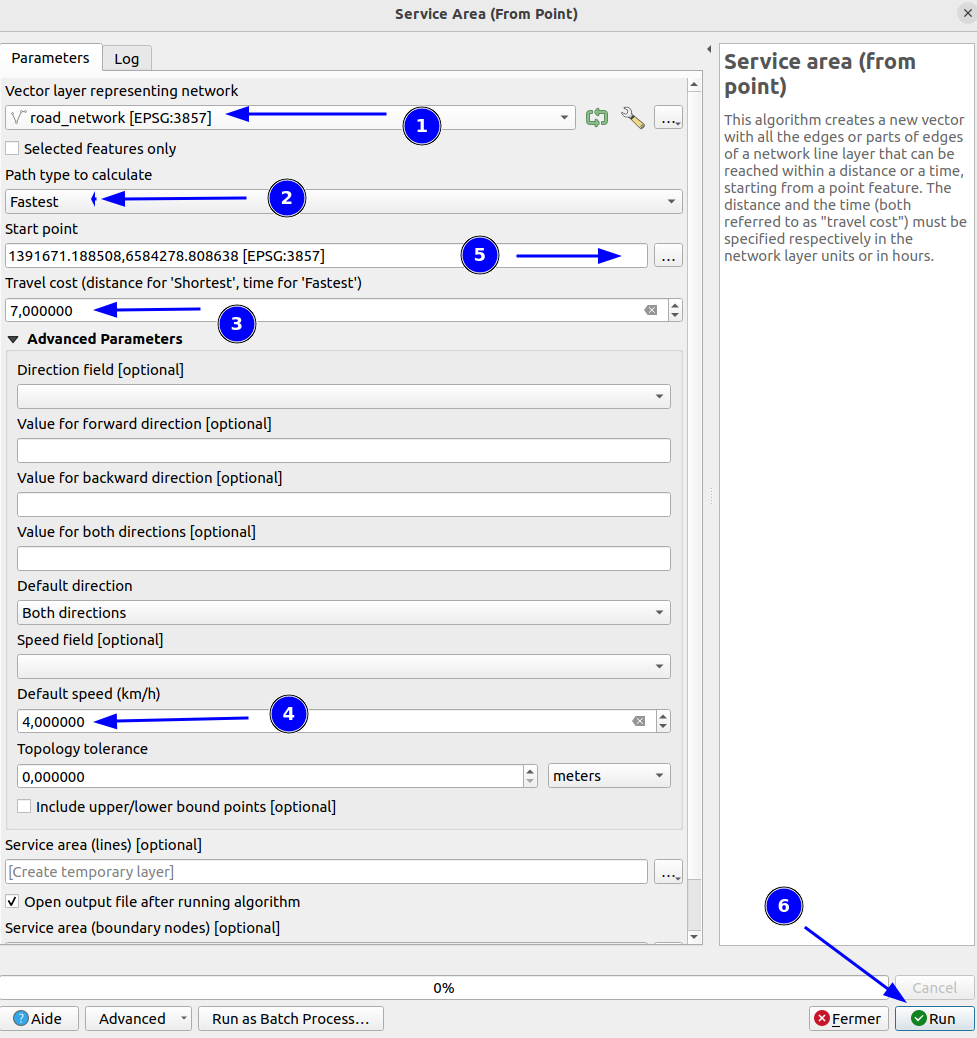 Service Area (From Point)
Parameters
Log
Vector layer representing network
road_network [EPSG:3857]
1
...
Selected features only
Path type to calculate
Fastest
2
Start point
1391671.188508,6584278.808638 [EPSG:3857]
5
...
Travel cost (distance for 'Shortest', time for 'Fastest')
7,000000
3
Advanced Parameters
Direction field [optional]
Value for forward direction [optional]
Value for backward direction [optional]
Value for both directions [optional]
Default direction
Both directions
Speed field [optional]
Default speed (km/h)
4,000000
4
Topology tolerance
0,000000
meters
Include upper/lower bound points [optional]
Service area (lines) [optional]
[Create temporary layer]
...
Open output file after running algorithm
Service area (boundary nodes) [optional]
Service area (from
point)
This algorithm creates a new vector
with all the edges or parts of edges
of a network line layer that can be
reached within a distance or a time,
starting from a point feature. The
distance and the time (both
referred to as "travel cost") must be
specified respectively in the
network layer units or in hours.
6
0%
Cancel
Aide
Advanced
Run as Batch Process...
Fermer
Run